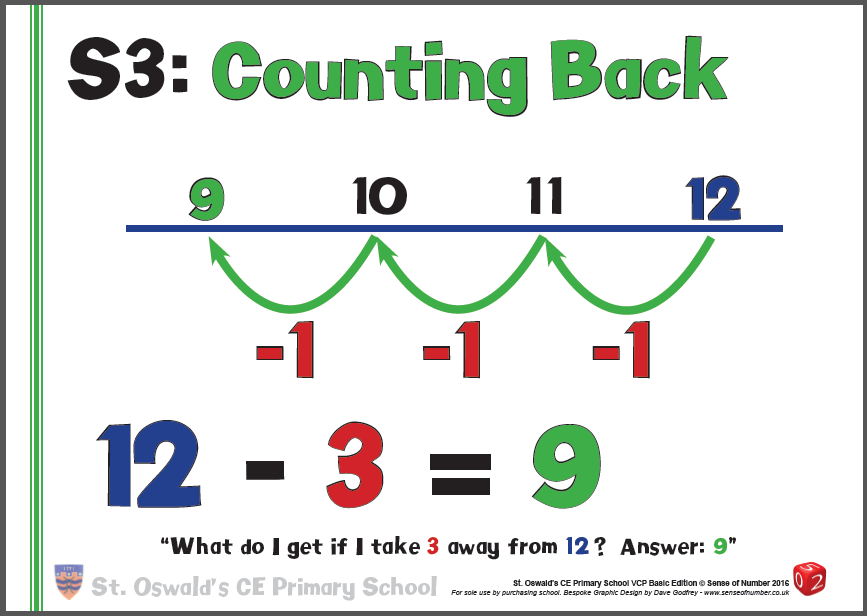 S3: Counting Back
9 10 11 12
-1 -1 -1
12 - 3 = 9
“What do I get if I take 3 away from 12? Answer: 9”
St. Oswald's CE Primary School
St. Oswald's CE Primary School VCP Basic Edition © Sense of Number 2016
For sole use by purchasing school. Bespoke Graphic Design by Dave Godfrey - www.senseofnumber.co.uk